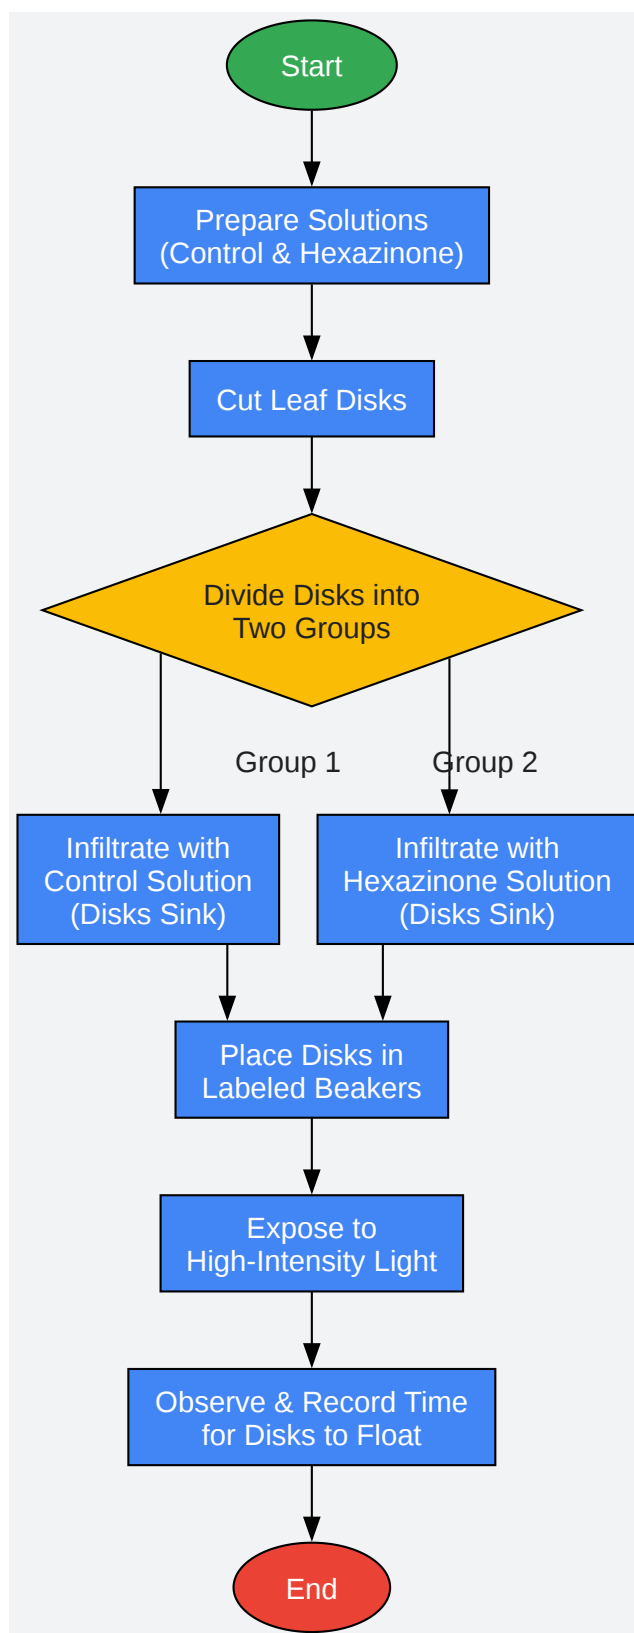 Start
Prepare Solutions
(Control & Hexazinone)
Cut Leaf Disks
Divide Disks into
Two Groups
Group 1
Group 2
Infiltrate with
Control Solution
(Disks Sink)
Infiltrate with
Hexazinone Solution
(Disks Sink)
Place Disks in
Labeled Beakers
Expose to
High-Intensity Light
Observe & Record Time
for Disks to Float
End